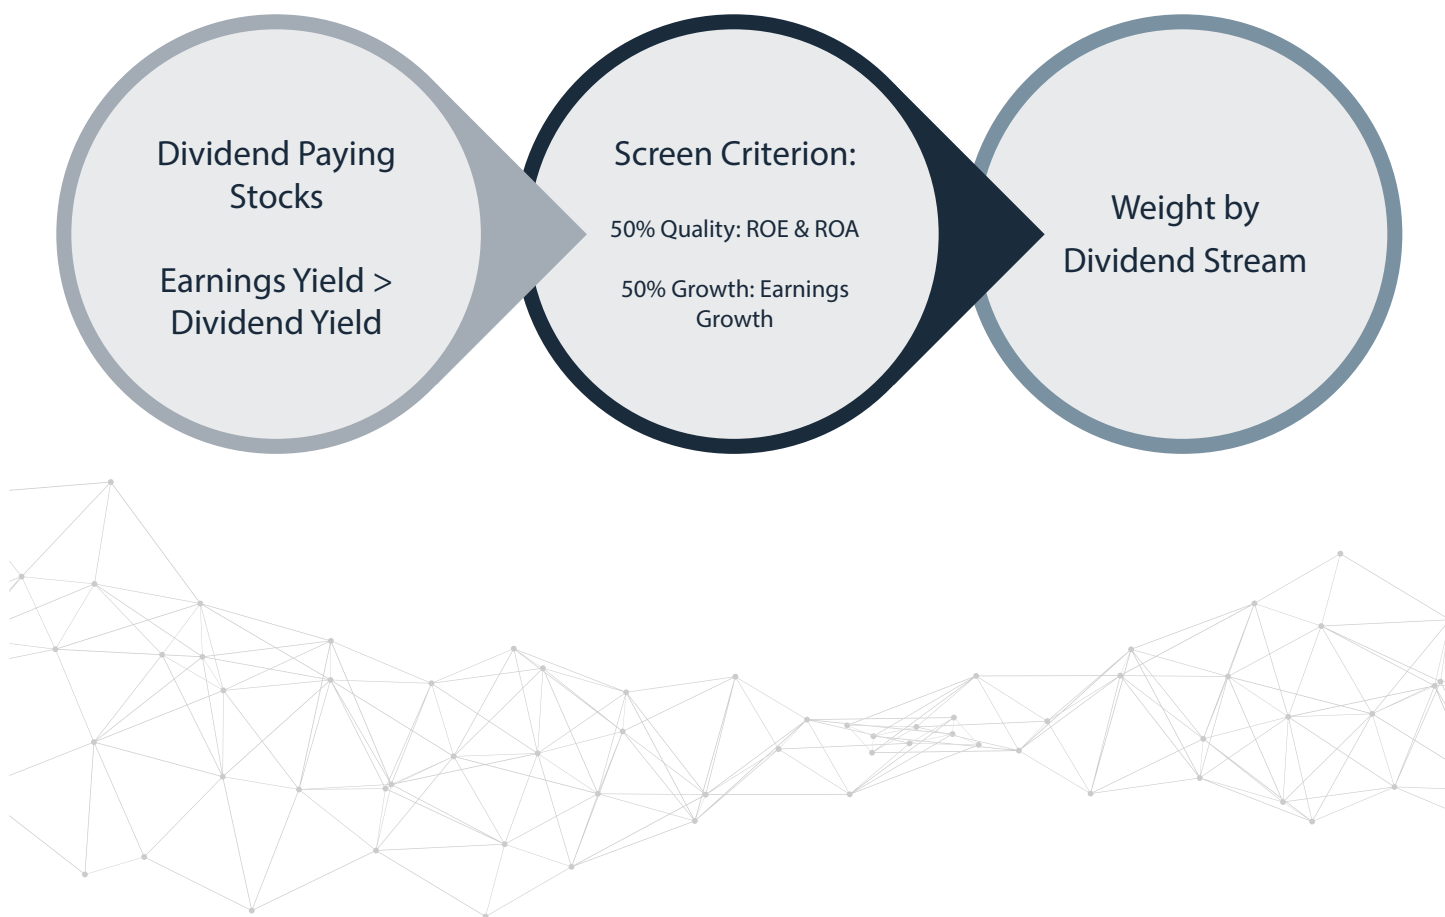 Dividend Paying
Stocks
Earnings Yield >
Dividend Yield
Screen Criterion:
50% Quality: ROE & ROA
50% Growth: Earnings
Growth
Weight by
Dividend Stream